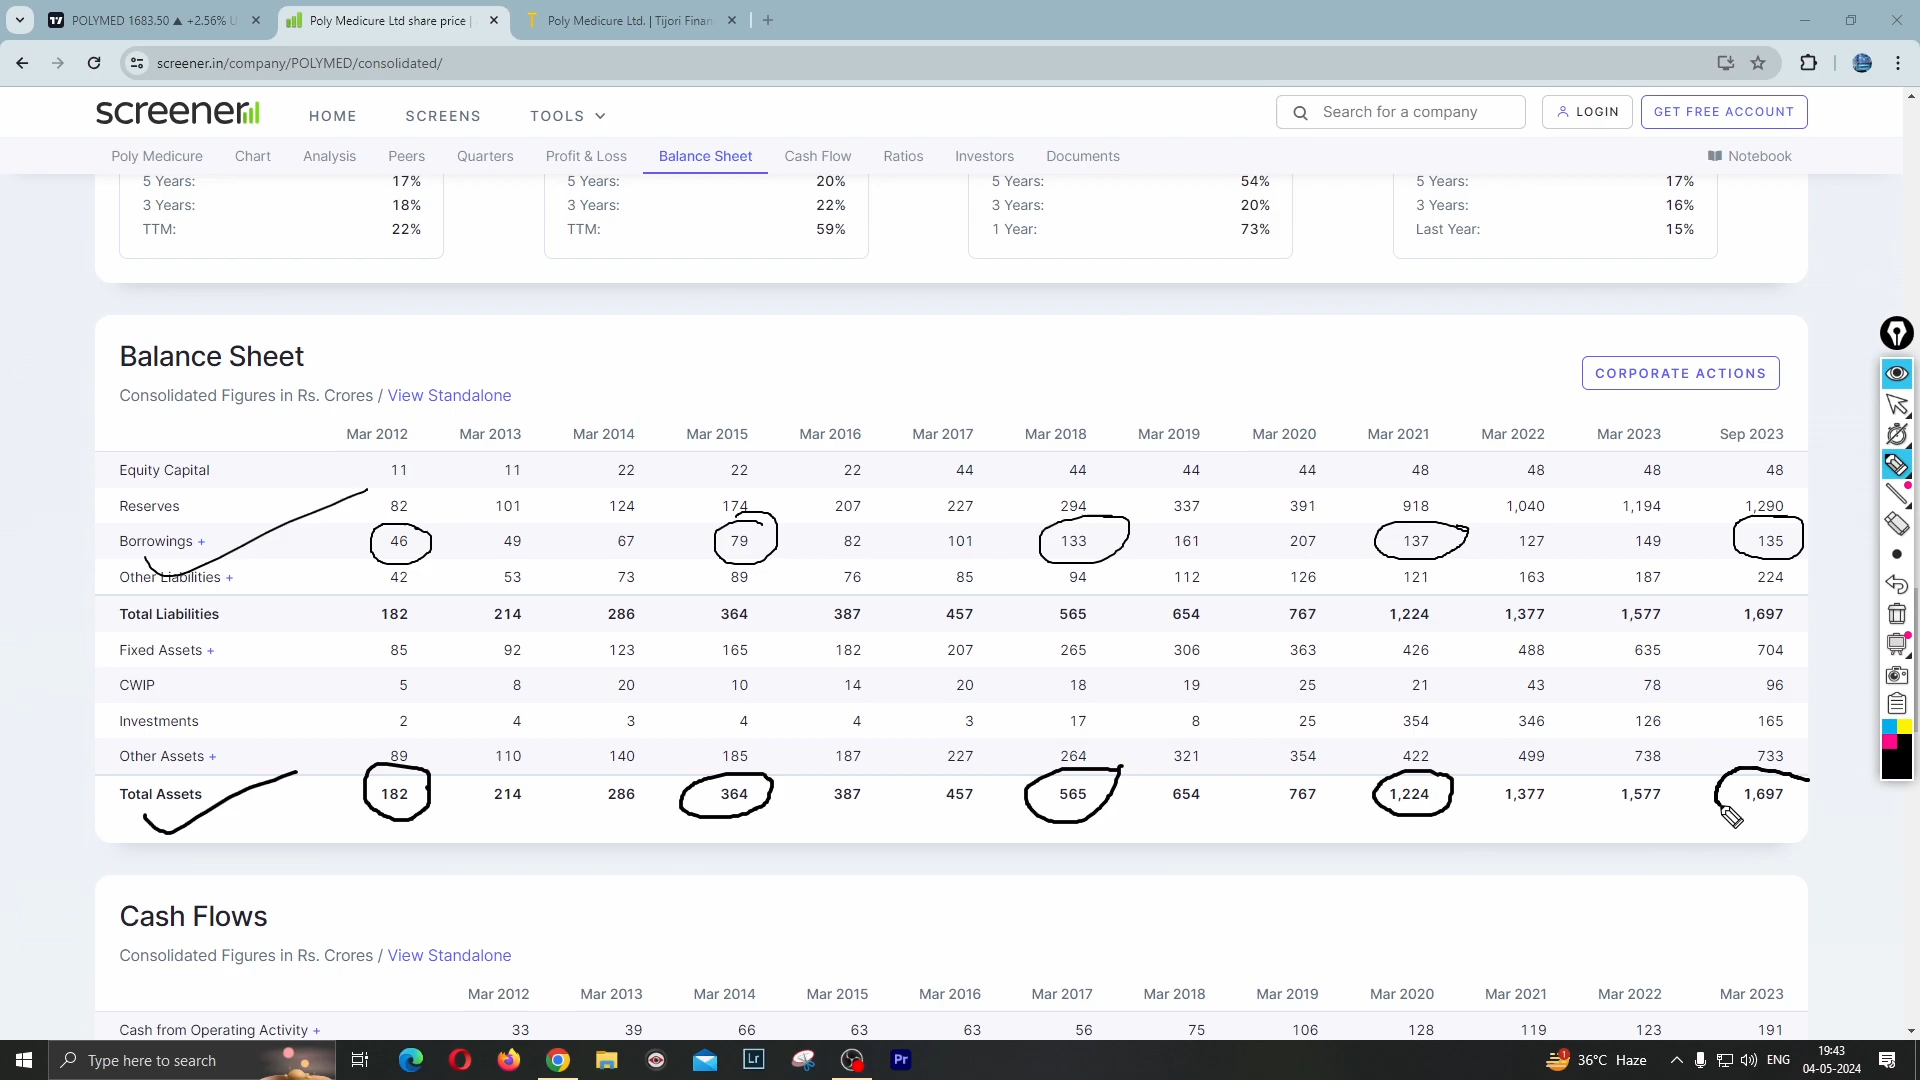 POLYMED 1683.50 ▲ +2.56% U
Poly Medicure Ltd share price |
Poly Medicure Ltd. | Tijori Finan
screener.in/company/POLYMED/consolidated/
screener
HOME SCREENS TOOLS
Search for a company
LOGIN
GET FREE ACCOUNT
Poly Medicure Chart Analysis Peers Quarters Profit & Loss Balance Sheet Cash Flow Ratios Investors Documents Notebook
5 Years: 17% 5 Years: 20% 5 Years: 54% 5 Years: 17%
3 Years: 18% 3 Years: 22% 3 Years: 20% 3 Years: 16%
TTM: 22% TTM: 59% 1 Year: 73% Last Year: 15%
Balance Sheet
CORPORATE ACTIONS
Consolidated Figures in Rs. Crores / View Standalone
Mar 2012 Mar 2013 Mar 2014 Mar 2015 Mar 2016 Mar 2017 Mar 2018 Mar 2019 Mar 2020 Mar 2021 Mar 2022 Mar 2023 Sep 2023
Equity Capital 11 11 22 22 22 44 44 44 44 48 48 48 48
Reserves 82 101 124 174 207 227 294 337 391 918 1,040 1,194 1,290
Borrowings + 46 49 67 79 82 101 133 161 207 137 127 149 135
Other Liabilities + 42 53 73 89 76 85 94 112 126 121 163 187 224
Total Liabilities 182 214 286 364 387 457 565 654 767 1,224 1,377 1,577 1,697
Fixed Assets + 85 92 123 165 182 207 265 306 363 426 488 635 704
CWIP 5 8 20 10 14 20 18 19 25 21 43 78 96
Investments 2 4 3 4 4 3 17 8 25 354 346 126 165
Other Assets + 89 110 140 185 187 227 264 321 354 422 499 738 733
Total Assets 182 214 286 364 387 457 565 654 767 1,224 1,377 1,577 1,697
Cash Flows
Consolidated Figures in Rs. Crores / View Standalone
Mar 2012 Mar 2013 Mar 2014 Mar 2015 Mar 2016 Mar 2017 Mar 2018 Mar 2019 Mar 2020 Mar 2021 Mar 2022 Mar 2023
Cash from Operating Activity + 33 39 66 63 63 56 75 106 128 119 123 191
Type here to search
Lrc
Pr
1
36°C Haze
ENG
19:43
04-05-2024